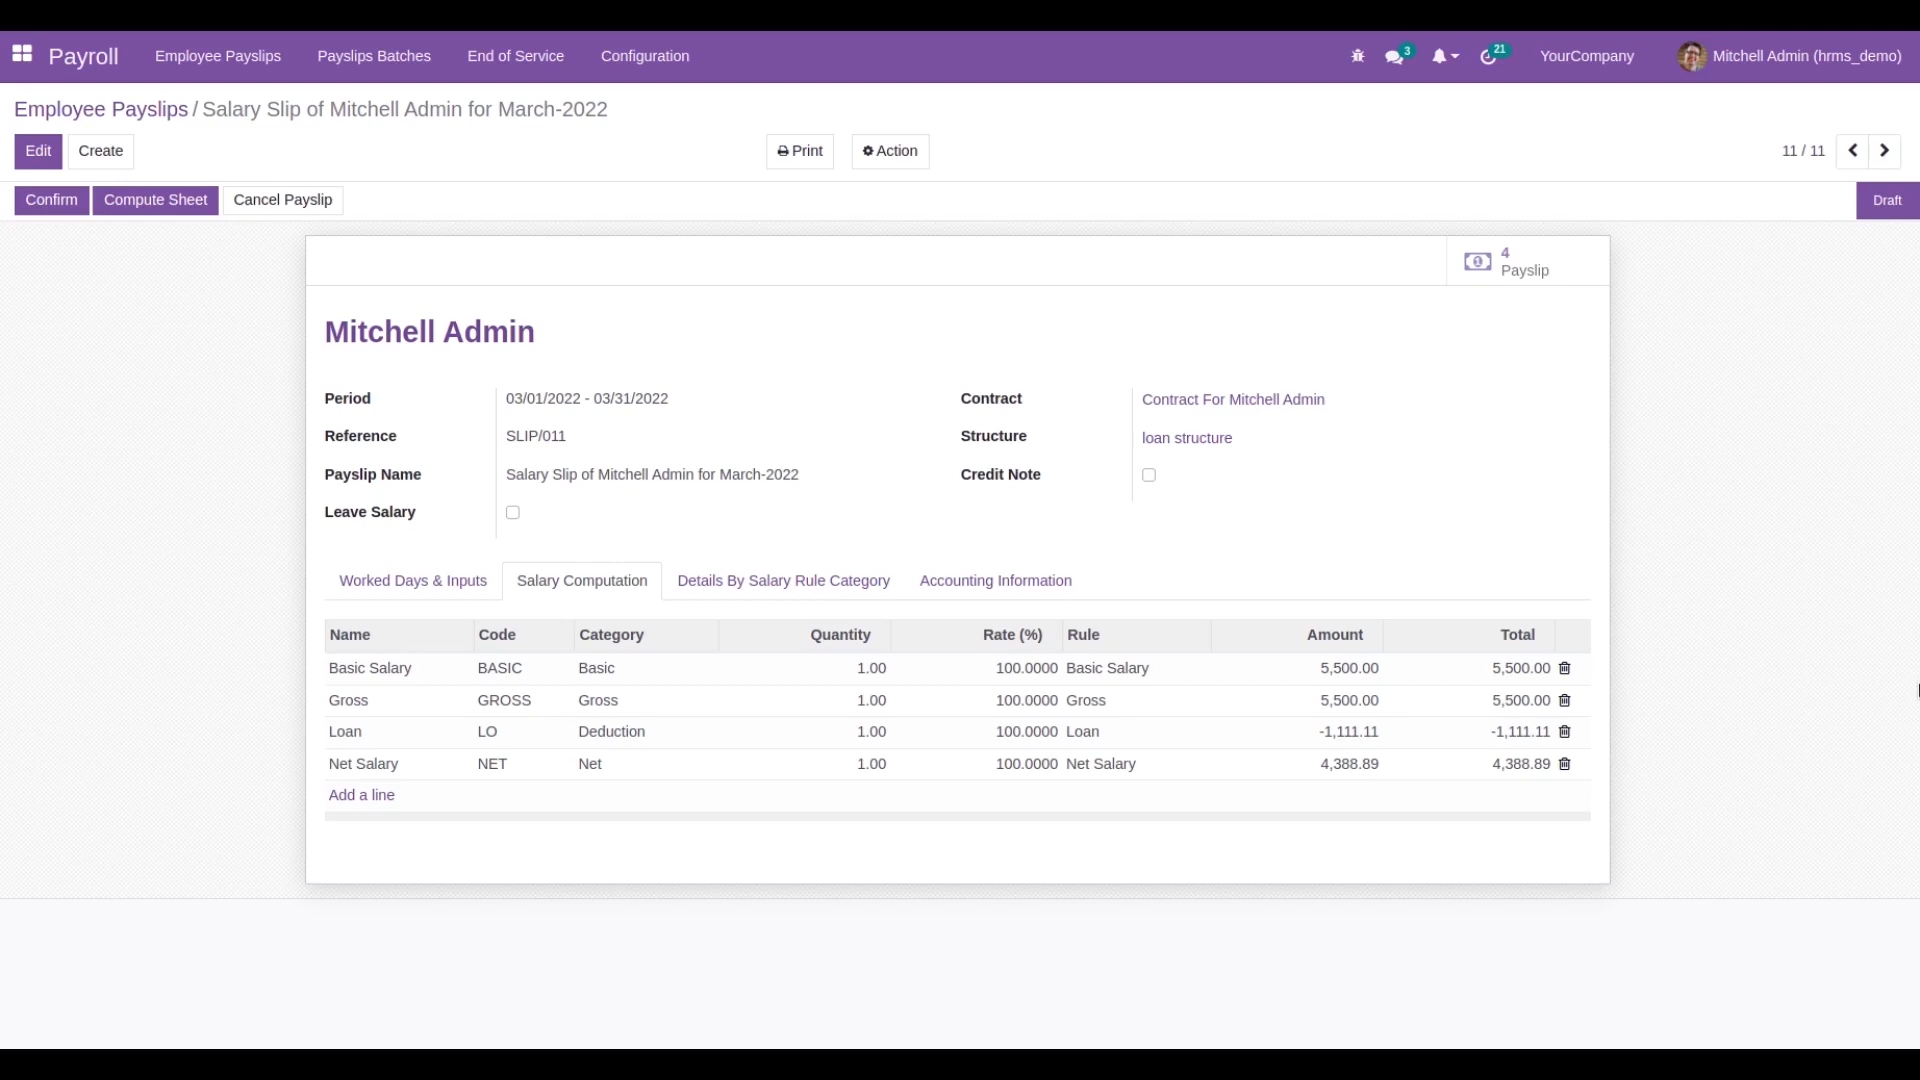 Payroll Employee Payslips Payslips Batches End of Service Configuration 3 21 YourCompany Mitchell Admin (hrms_demo)
Employee Payslips / Salary Slip of Mitchell Admin for March-2022
Edit Create Print Action 11 / 11
Confirm Compute Sheet Cancel Payslip Draft
4
Payslip
Mitchell Admin
Period 03/01/2022 - 03/31/2022 Contract Contract For Mitchell Admin
Reference SLIP/011 Structure loan structure
Payslip Name Salary Slip of Mitchell Admin for March-2022 Credit Note
Leave Salary
Worked Days & Inputs Salary Computation Details By Salary Rule Category Accounting Information
Name Code Category Quantity Rate (%) Rule Amount Total
Basic Salary BASIC Basic 1.00 100.0000 Basic Salary 5,500.00 5,500.00
Gross GROSS Gross 1.00 100.0000 Gross 5,500.00 5,500.00
Loan LO Deduction 1.00 100.0000 Loan -1,111.11 -1,111.11
Net Salary NET Net 1.00 100.0000 Net Salary 4,388.89 4,388.89
Add a line